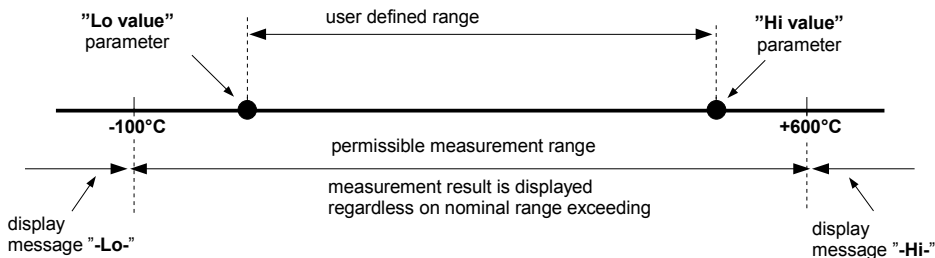 ”Lo value”
parameter
user defined range
”Hi value”
parameter
-100°C
+600°C
permissible measurement range
measurement result is displayed
regardless on nominal range exceeding
display
message ”-Lo-”
display
message ”-Hi-”